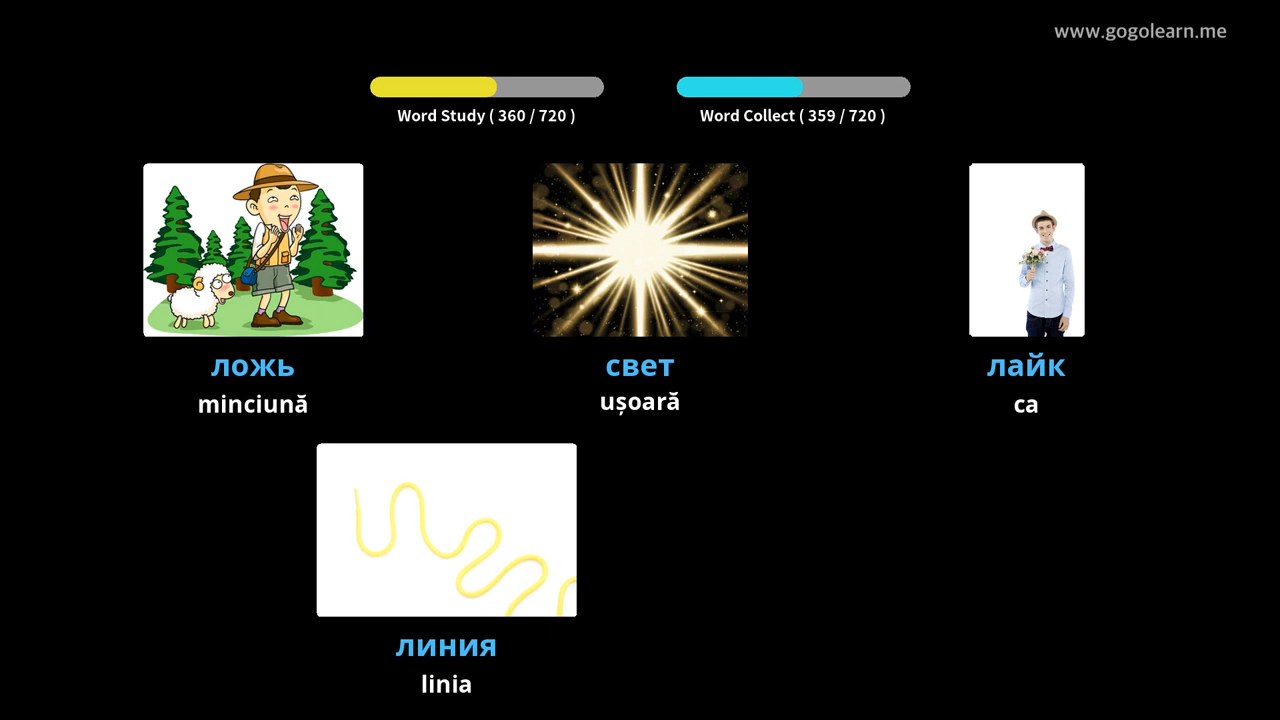 www.gogolearn.me
Word Study ( 360 / 720 )
Word Collect ( 359 / 720 )
ложь
minciună
свет
ușoară
лайк
ca
линия
linia